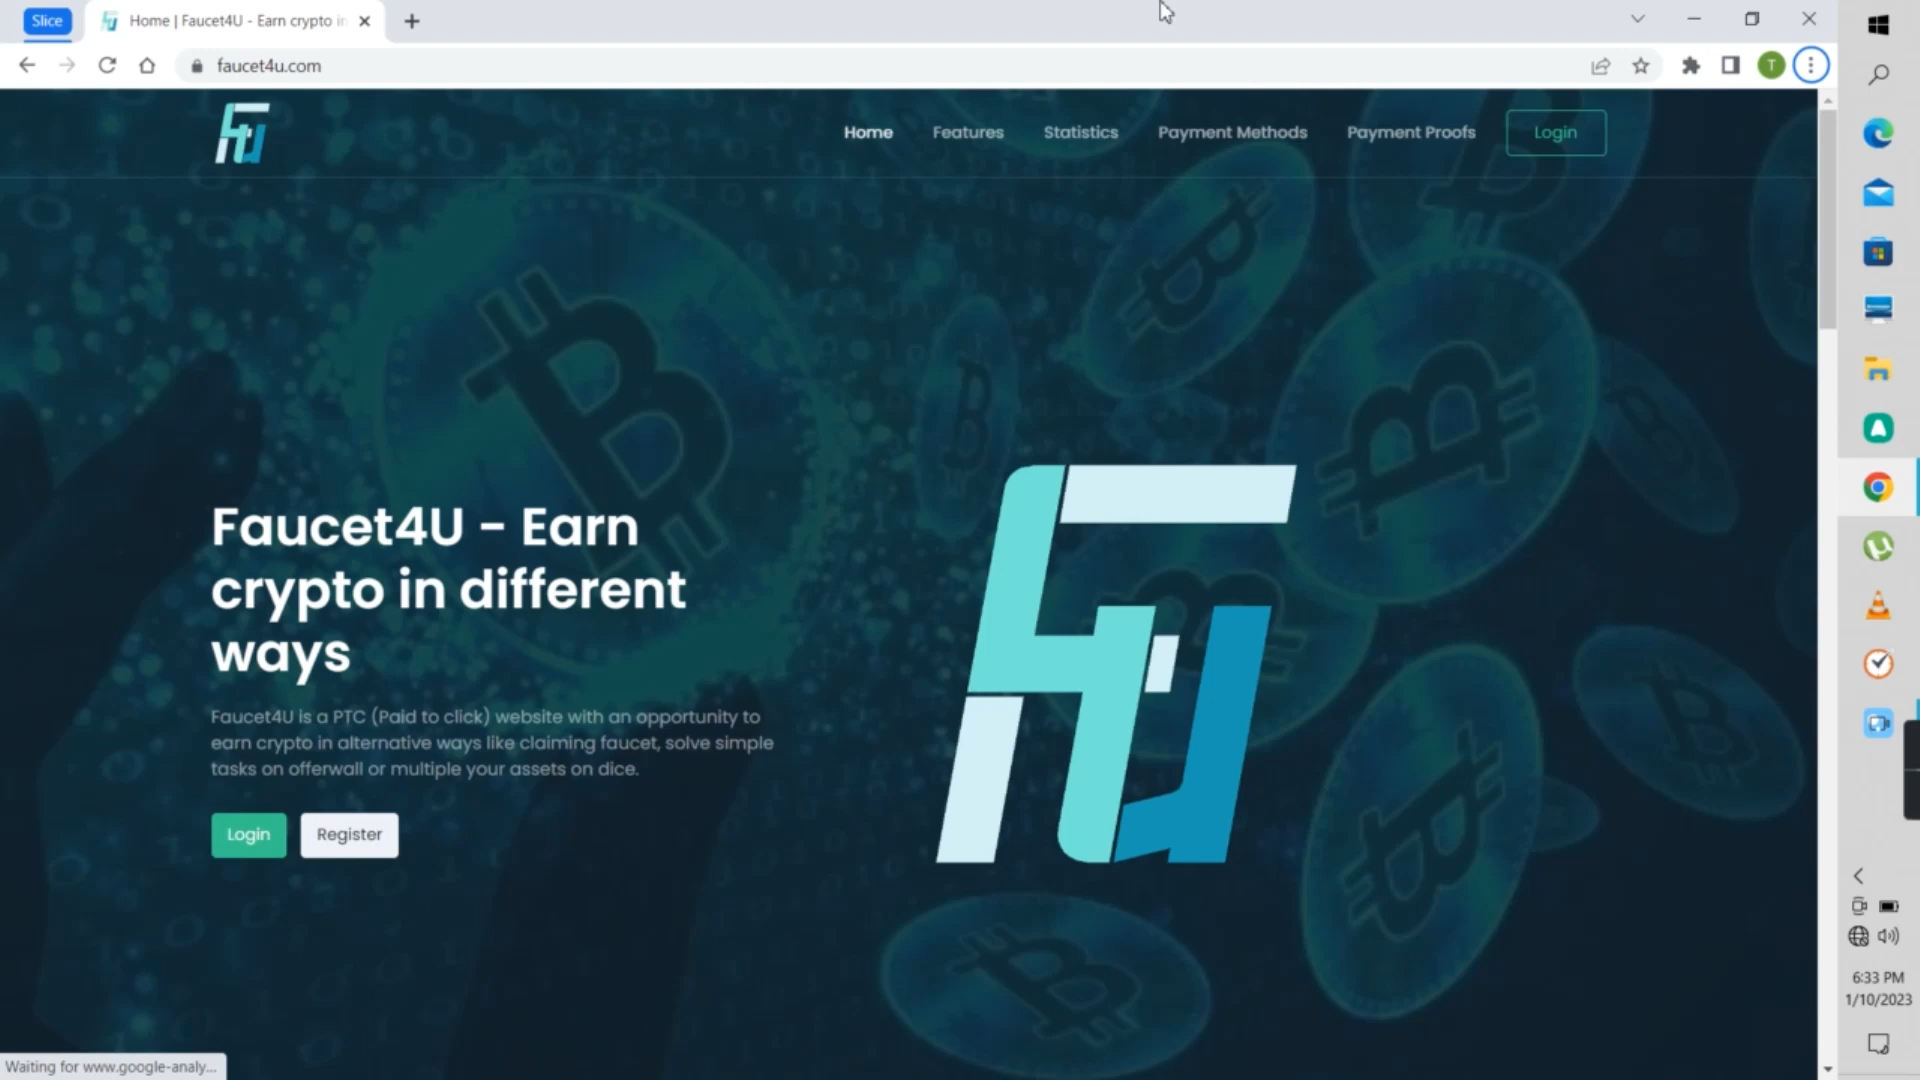 Slice
Home | Faucet4U - Earn crypto in
faucet4u.com
T
Home
Features
Statistics
Payment Methods
Payment Proofs
Login
Faucet4U - Earn
crypto in different
ways
Faucet4U is a PTC (Paid to click) website with an opportunity to
earn crypto in alternative ways like claiming faucet, solve simple
tasks on offerwall or multiple your assets on dice.
Login
Register
6:33 PM
1/10/2023
Waiting for www.google-analy...